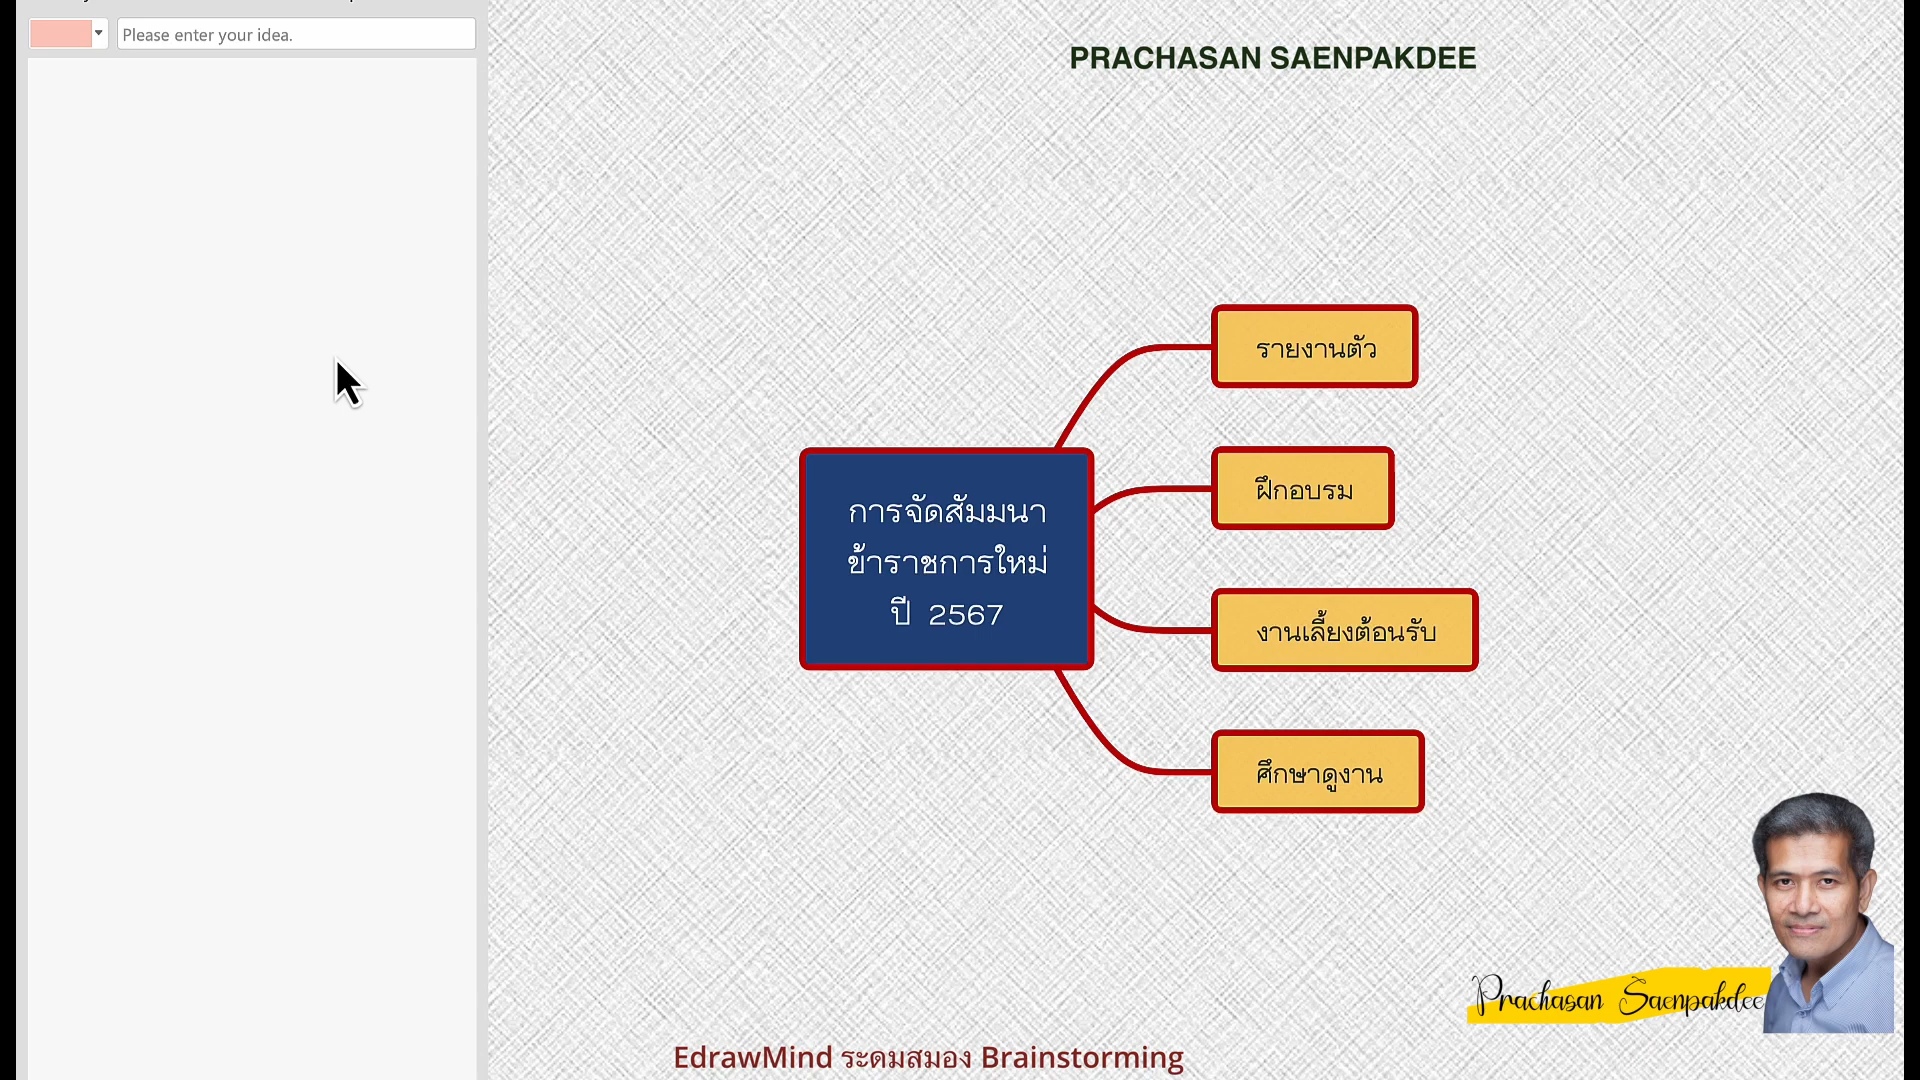 Please enter your idea.
PRACHASAN SAENPAKDEE
รายงานตัว
ฝึกอบรม
การจัดสัมมนา
ข้าราชการใหม่
ปี 2567
งานเลี้ยงต้อนรับ
ศึกษาดูงาน
Prachasan Saenpakdee
EdrawMind ระดมสมอง Brainstorming